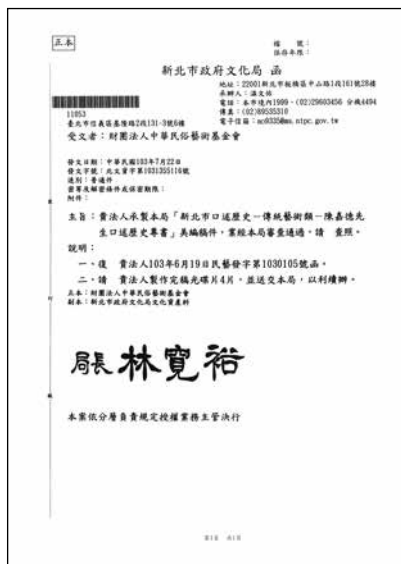 正本
檔 號：
保存年限：
新北市政府文化局 函
地址：22001新北市板橋區中山路1段161號28樓
承辦人：溫文佑
電話：本市境內1999、(02)29603456 分機4494
傳真：(02)89535310
電子信箱：ao9335@ms.ntpc.gov.tw
11053
臺北市信義區基隆路2段131-3號6樓
受文者：財團法人中華民俗藝術基金會
發文日期：中華民國103年7月22日
發文字號：北文資字第1031355116號
速別：普通件
密等及解密條件或保密期限：
附件：
主旨：貴法人承製本局「新北市口述歷史－傳統藝術類－陳嘉德先
生口述歷史專書」美編稿件，業經本局審查通過，請 查照。
說明：
一、復 貴法人103年6月19日民藝發字第1030105號函。
二、請 貴法人製作完稿光碟片4片，並送交本局，以利續辦。
正本：財團法人中華民俗藝術基金會
副本：新北市政府文化局文化資產科
局長 林寬裕
本案依分層負責規定授權業務主管決行